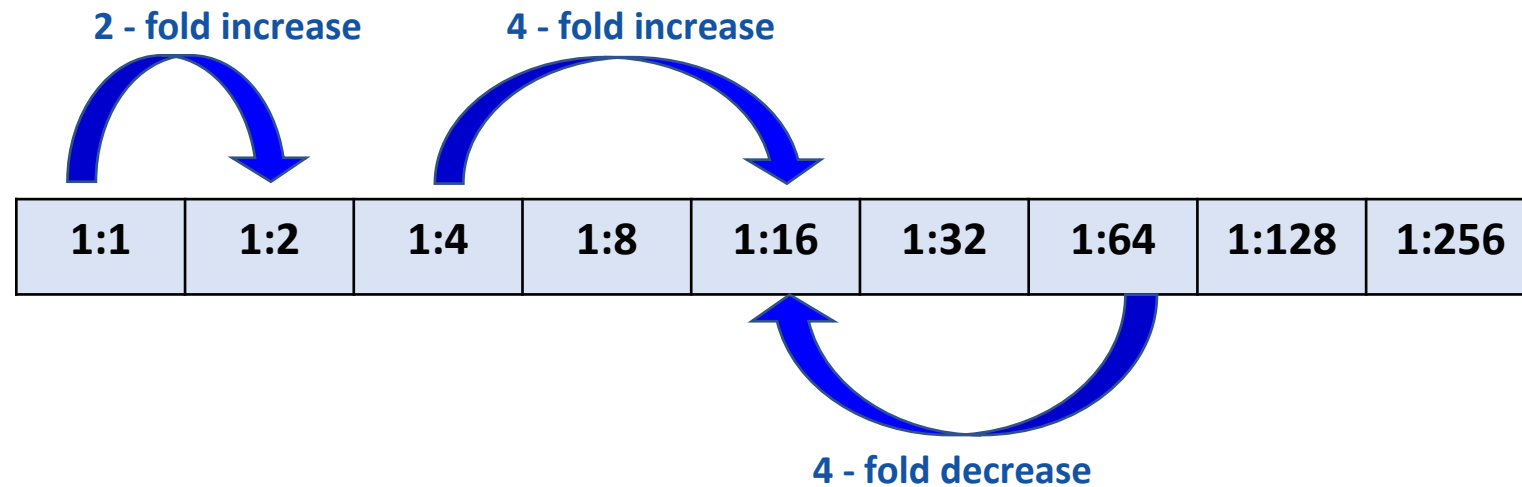 2 - fold increase 4 - fold increase
1:1 1:2 1:4 1:8 1:16 1:32 1:64 1:128 1:256
4 - fold decrease